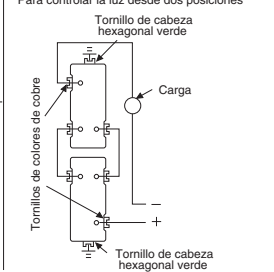 Para controlar la luz desde dos posiciones
Tornillo de cabeza
hexagonal verde
Carga
Tornillos de colores de cobre
–
+
Tornillo de cabeza
hexagonal verde